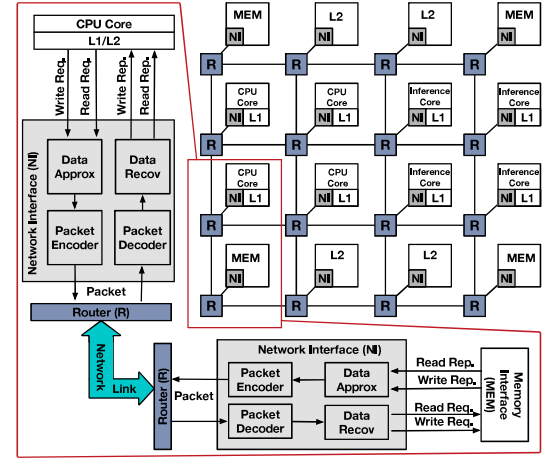 CPU Core
L1/L2
Write Req.
Read Req.
Write Req.
Read Rep.
Network Interface (NI)
Data
Approx
Data
Recov
Packet
Encoder
Packet
Decoder
Packet
Router (R)
Network
Link
MEM
NI
R
L2
NI
R
L2
NI
R
MEM
NI
R
CPU
Core
NI
L1
R
CPU
Core
NI
L1
R
Inference
Core
NI
L1
R
Inference
Core
NI
L1
R
CPU
Core
NI
L1
R
CPU
Core
NI
L1
R
Inference
Core
NI
L1
R
Inference
Core
NI
L1
R
MEM
NI
R
L2
NI
R
L2
NI
R
MEM
NI
R
Router (R)
Packet
Network Interface (NI)
Packet
Encoder
Data
Approx
Packet
Decoder
Data
Recov
Read Rep.
Write Rep.
Read Req.
Write Req.
Memory
Interface
(MEM)